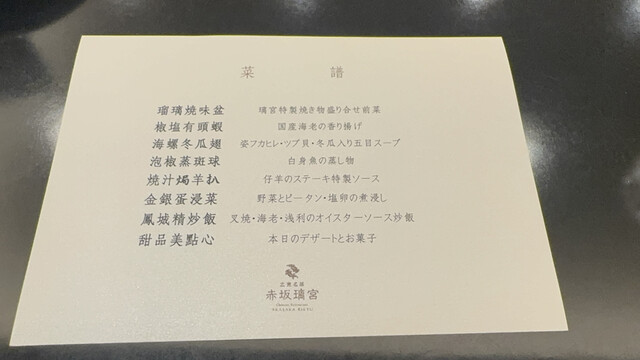 菜 譜
瑠璃燒味盆 璃宮特製焼き物盛り合せ前菜
椒塩有頭蝦 国産海老の香り揚げ
海螺冬瓜翅 姿フカヒレ・ツブ貝・冬瓜入り五目スープ
泡椒蒸斑球 白身魚の蒸し物
燒汁焗羊扒 仔羊のステーキ特製ソース
金銀蛋浸菜 野菜とピータン・塩卵の煮浸し
鳳城精炒飯 叉焼・海老・浅利のオイスターソース炒飯
甜品美點心 本日のデザートとお菓子
広東名菜
赤坂璃宮